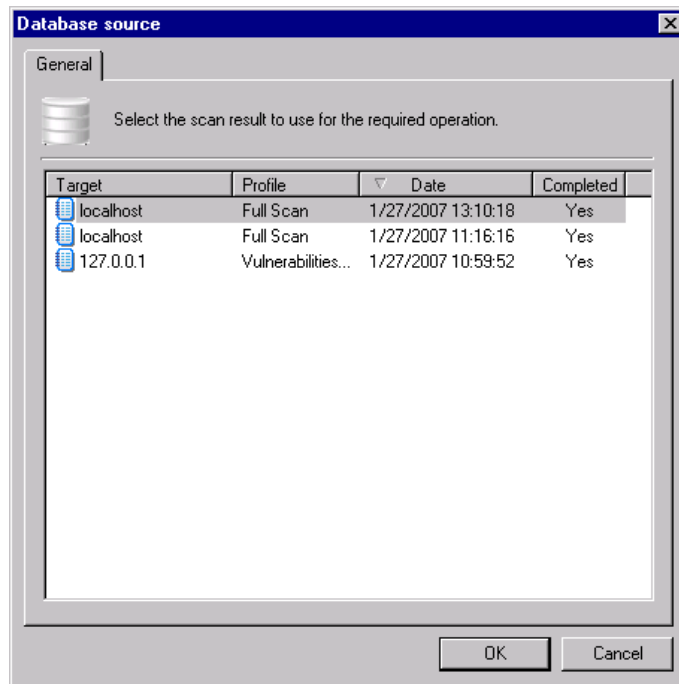 Database source
General
Select the scan result to use for the required operation.
Target Profile Date Completed
localhost Full Scan 1/27/2007 13:10:18 Yes
localhost Full Scan 1/27/2007 11:16:16 Yes
127.0.0.1 Vulnerabilities... 1/27/2007 10:59:52 Yes
OK Cancel